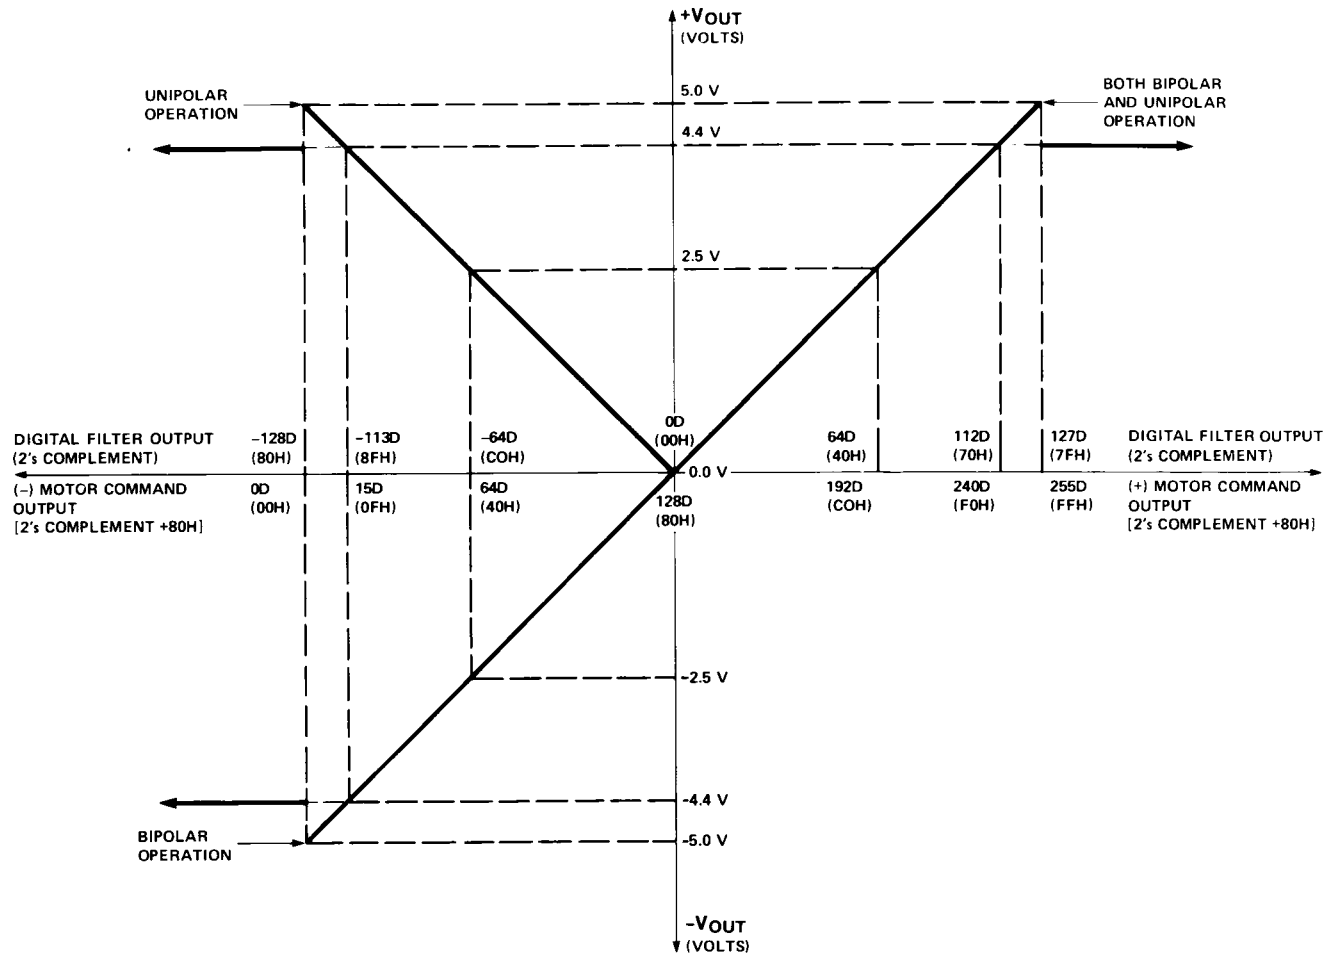 +VOUT
(VOLTS)
UNIPOLAR
OPERATION
5.0 V
BOTH BIPOLAR
AND UNIPOLAR
OPERATION
4.4 V
2.5 V
0D
(00H)
DIGITAL FILTER OUTPUT
(2's COMPLEMENT)
-128D
(80H)
-113D
(8FH)
-64D
(COH)
64D
(40H)
112D
(70H)
127D
(7FH)
DIGITAL FILTER OUTPUT
(2's COMPLEMENT)
0.0 V
(-) MOTOR COMMAND
OUTPUT
[2's COMPLEMENT +80H]
0D
(00H)
15D
(0FH)
64D
(40H)
128D
(80H)
192D
(COH)
240D
(F0H)
255D
(FFH)
(+) MOTOR COMMAND
OUTPUT
[2's COMPLEMENT +80H]
-2.5 V
-4.4 V
-5.0 V
BIPOLAR
OPERATION
-VOUT
(VOLTS)